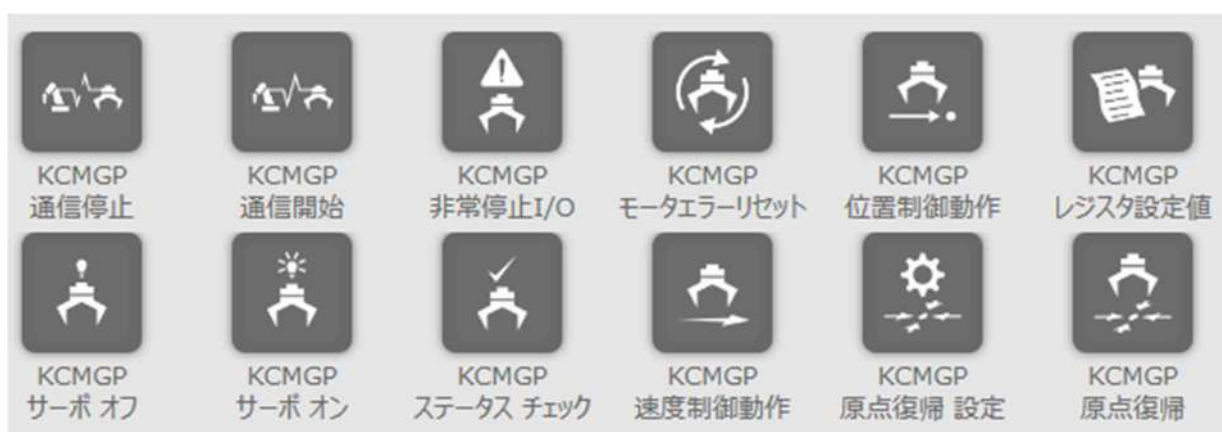 KCMGP
通信停止
KCMGP
通信開始
KCMGP
非常停止I/O
KCMGP
モータエラーリセット
KCMGP
位置制御動作
KCMGP
レジスタ設定値
KCMGP
サーボ オフ
KCMGP
サーボ オン
KCMGP
ステータス チェック
KCMGP
速度制御動作
KCMGP
原点復帰 設定
KCMGP
原点復帰